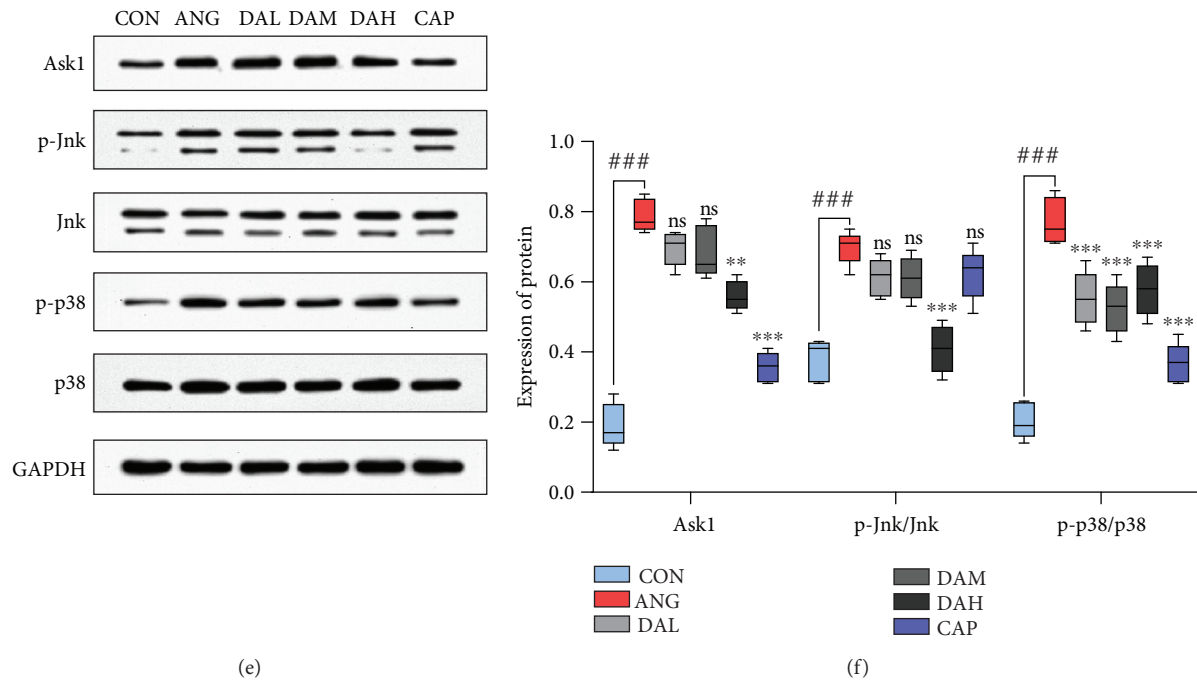 CON ANG DAL DAM DAH CAP
Ask1
p-Jnk
Jnk
p-p38
p38
GAPDH
(e)
Expression of protein
1.0
0.8
0.6
0.4
0.2
0.0
###
ns
ns
**
***
###
ns
ns
***
ns
###
***
***
***
***
Ask1
p-Jnk/Jnk
p-p38/p38
CON
ANG
DAL
DAM
DAH
CAP
(f)